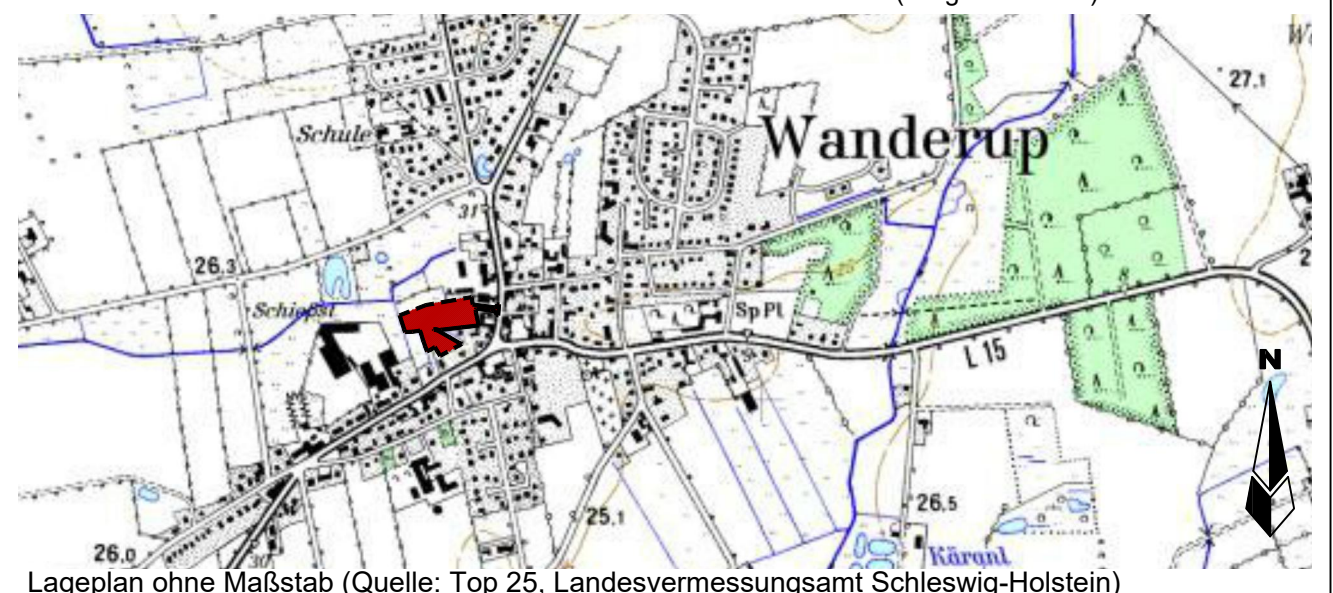 Schule
Wanderup
27.1
31
26.3
Schießst
Sp Pl
L 15
N
25.1
26.5
26.0
30
Kläranl
Lageplan ohne Maßstab (Quelle: Top 25, Landesvermessungsamt Schleswig-Holstein)